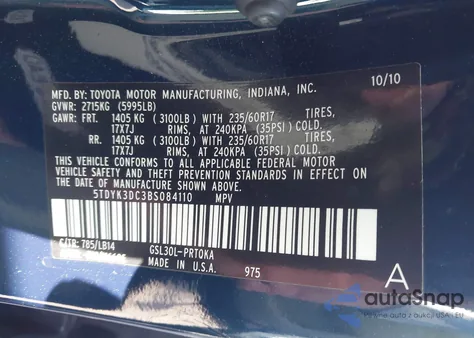 MFD. BY: TOYOTA MOTOR MANUFACTURING, INDIANA, INC. 10/10
GVWR: 2715KG (5995LB)
GAWR: FRT. 1405 KG (3100LB) WITH 235/60R17 TIRES,
17X7J RIMS, AT 240KPA (35PSI) COLD.
RR. 1405 KG (3100LB) WITH 235/60R17 TIRES,
17X7J RIMS, AT 240KPA (35PSI) COLD.
THIS VEHICLE CONFORMS TO ALL APPLICABLE FEDERAL MOTOR
VEHICLE SAFETY AND THEFT PREVENTION STANDARDS IN EFFECT
ON THE DATE OF MANUFACTURE SHOWN ABOVE.
5TDYK3DC3BS084110 MPV
C/TR: 785/LB14 GSL30L-PRTOKA
MADE IN U.S.A. 975 A
autoSnap